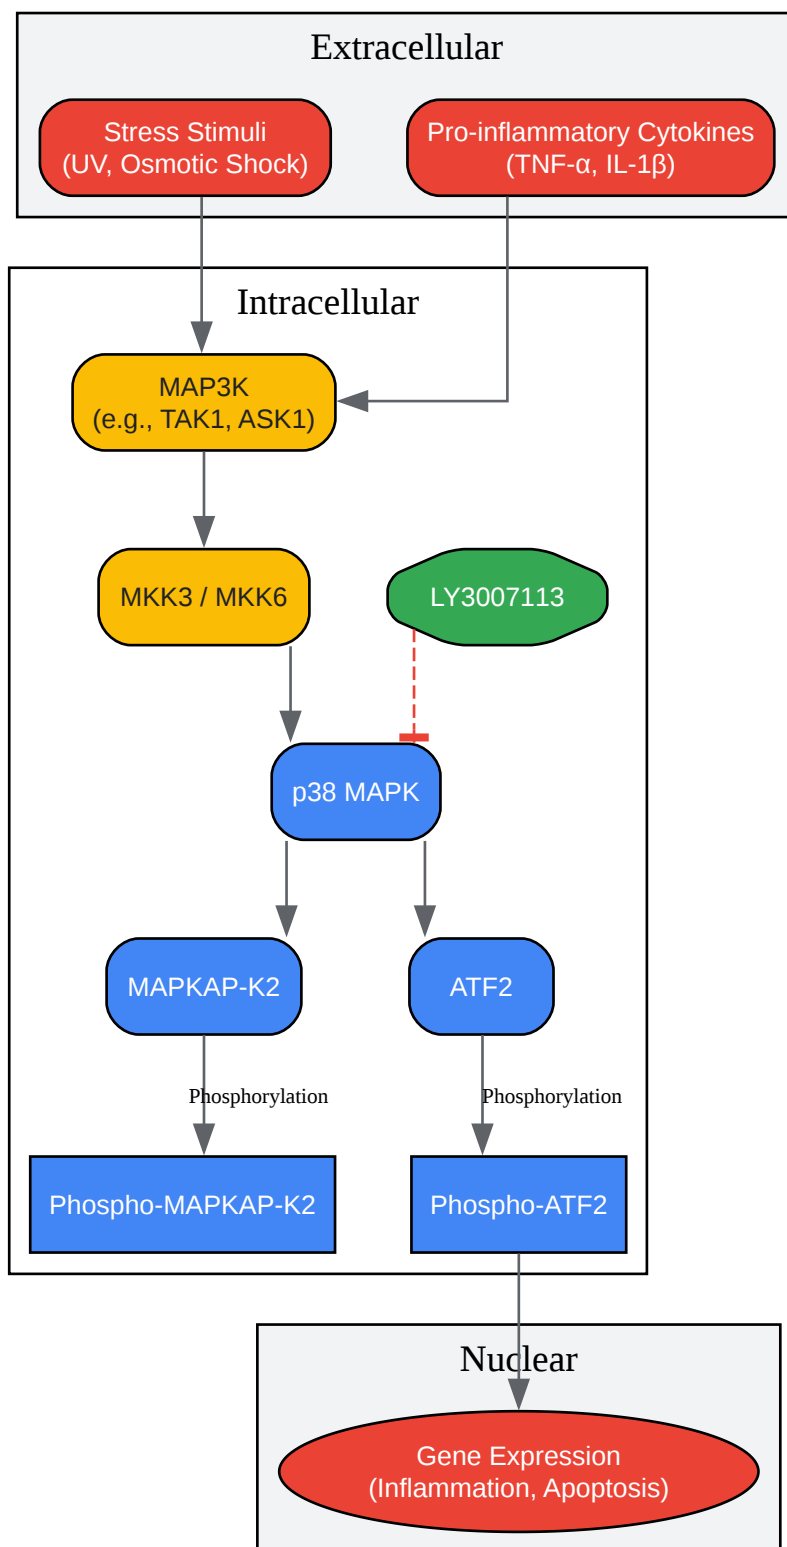 Extracellular
Stress Stimuli
(UV, Osmotic Shock)
Pro-inflammatory Cytokines
(TNF-α, IL-1β)
Intracellular
MAP3K
(e.g., TAK1, ASK1)
MKK3 / MKK6
LY3007113
p38 MAPK
MAPKAP-K2
ATF2
Phosphorylation
Phosphorylation
Phospho-MAPKAP-K2
Phospho-ATF2
Nuclear
Gene Expression
(Inflammation, Apoptosis)